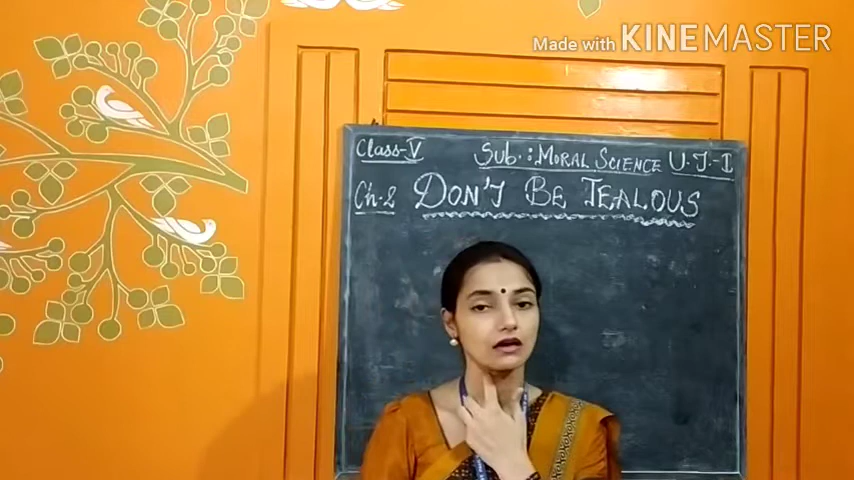 Made with KINEMASTER
Class-V Sub.: MORAL SCIENCE U.T.-I
Ch-2 DON'T BE JEALOUS